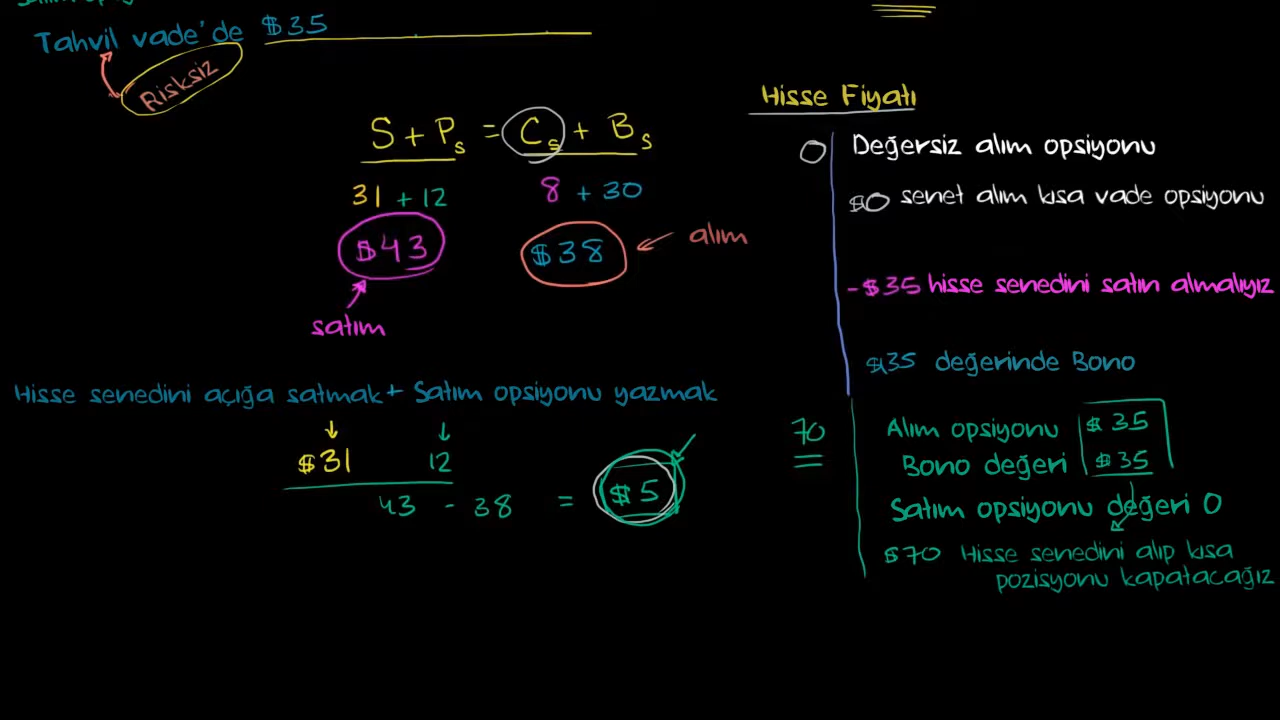 Tahvil vade'de $35
Risksiz
S + Ps = Cs + Bs
31 + 12
8 + 30
$43
$38
alım
satım
Hisse senedini açığa satmak + Satım opsiyonu yazmak
$31 12
43 - 38 = $5
Hisse Fiyatı
0 Değersiz alım opsiyonu
$0 senet alım kısa vade opsiyonu
-$35 hisse senedini satın almalıyız
$35 değerinde Bono
70 Alım opsiyonu $35
Bono değeri $35
Satım opsiyonu değeri 0
$70 Hisse senedini alıp kısa
pozisyonu kapatacağız